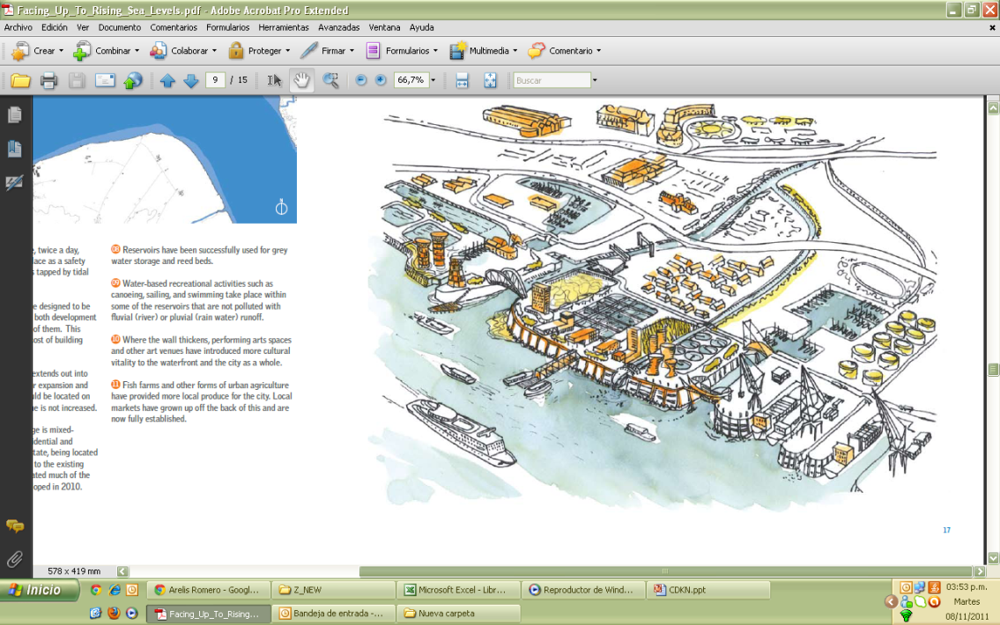 Facing_Up_To_Rising_Sea_Levels.pdf - Adobe Acrobat Pro Extended
Archivo Edición Ver Documento Comentarios Formularios Herramientas Avanzadas Ventana Ayuda
Crear Combinar Colaborar Proteger Firmar Formularios Multimedia Comentario
9 / 15 66,7% Buscar
e, twice a day,
lace as a safety
s tapped by tidal
e designed to be
both development
of them. This
ost of building
extends out into
r expansion and
uld be located on
e is not increased.
ge is mixed-
idential and
tate, being located
to the existing
ated much of the
loped in 2010.
08 Reservoirs have been successfully used for grey
water storage and reed beds.
09 Water-based recreational activities such as
canoeing, sailing, and swimming take place within
some of the reservoirs that are not polluted with
fluvial (river) or pluvial (rain water) runoff.
10 Where the wall thickens, performing arts spaces
and other art venues have introduced more cultural
vitality to the waterfront and the city as a whole.
11 Fish farms and other forms of urban agriculture
have provided more local produce for the city. Local
markets have grown up off the back of this and are
now fully established.
17
578 x 419 mm
Inicio Arelis Romero - Googl... Z_NEW Microsoft Excel - Libr... Reproductor de Wind... CDKN.ppt 03:53 p.m.
Martes
Facing_Up_To_Rising... Bandeja de entrada -... Nueva carpeta 08/11/2011